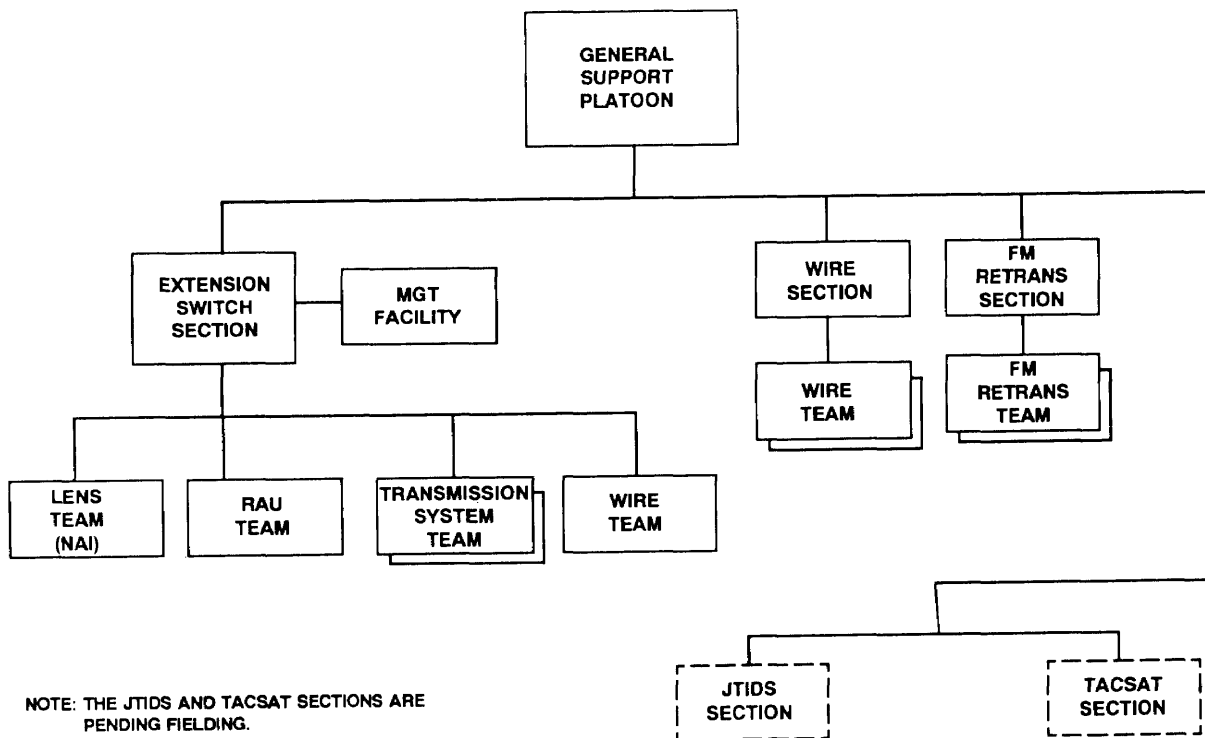 GENERAL
SUPPORT
PLATOON
EXTENSION
SWITCH
SECTION
MGT
FACILITY
WIRE
SECTION
FM
RETRANS
SECTION
WIRE
TEAM
FM
RETRANS
TEAM
LENS
TEAM
(NAI)
RAU
TEAM
TRANSMISSION
SYSTEM
TEAM
WIRE
TEAM
JTIDS
SECTION
TACSAT
SECTION
NOTE: THE JTIDS AND TACSAT SECTIONS ARE
PENDING FIELDING.